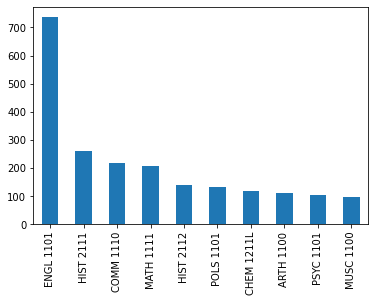 700
600
500
400
300
200
100
0
ENGL 1101
HIST 2111
COMM 1110
MATH 1111
HIST 2112
POLS 1101
CHEM 1211L
ARTH 1100
PSYC 1101
MUSC 1100